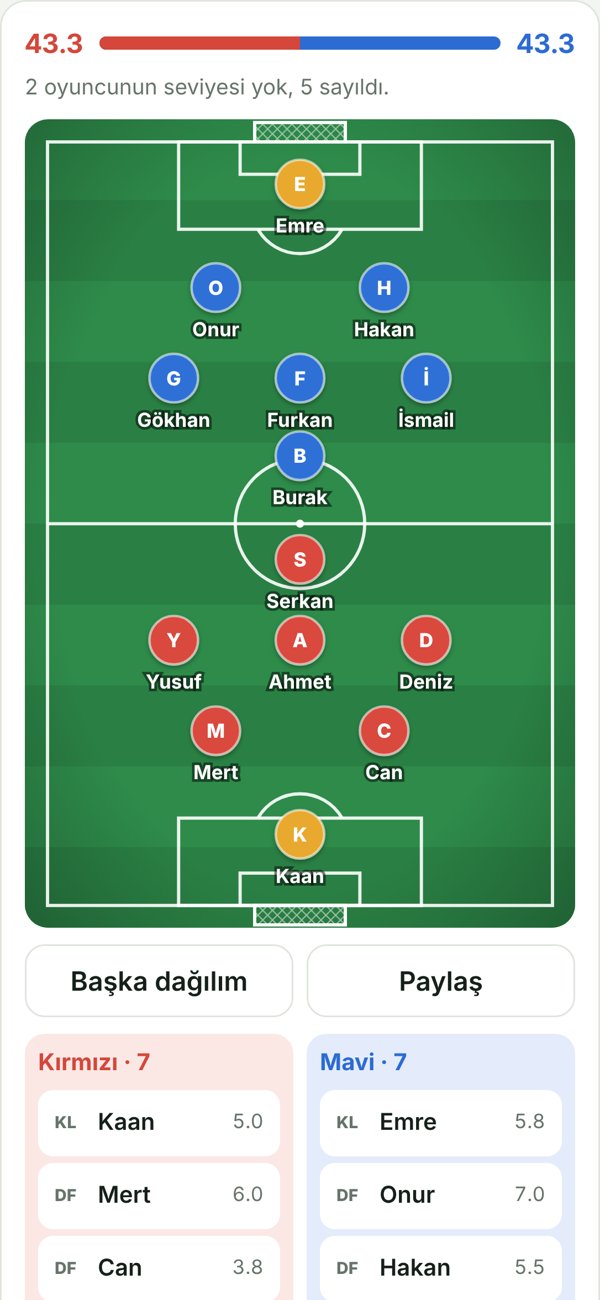 43.3 43.3
2 oyuncunun seviyesi yok, 5 sayıldı.
E
Emre
O H
Onur Hakan
G F İ
Gökhan Furkan İsmail
B
Burak
S
Serkan
Y A D
Yusuf Ahmet Deniz
M C
Mert Can
K
Kaan
Başka dağılım Paylaş
Kırmızı · 7
KL Kaan 5.0
DF Mert 6.0
DF Can 3.8
Mavi · 7
KL Emre 5.8
DF Onur 7.0
DF Hakan 5.5